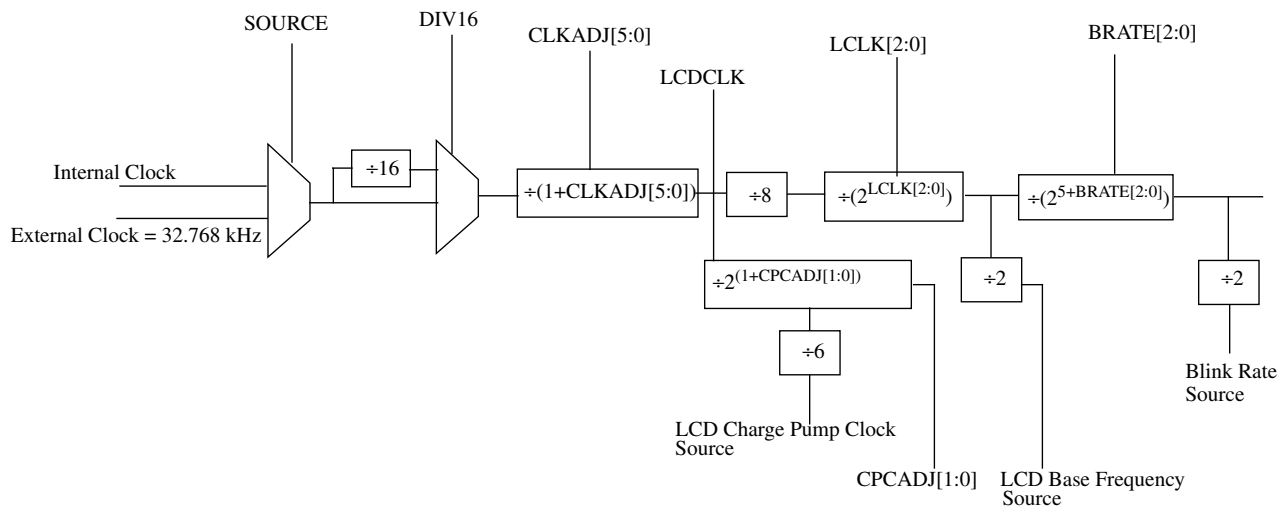 SOURCE
DIV16
CLKADJ[5:0]
LCDCLK
LCLK[2:0]
BRATE[2:0]
Internal Clock
External Clock = 32.768 kHz
÷16
÷(1+CLKADJ[5:0])
÷8
÷(2^LCLK[2:0])
÷(2^5+BRATE[2:0])
÷2^(1+CPCADJ[1:0])
÷2
÷2
÷6
Blink Rate
Source
LCD Charge Pump Clock
Source
CPCADJ[1:0]
LCD Base Frequency
Source